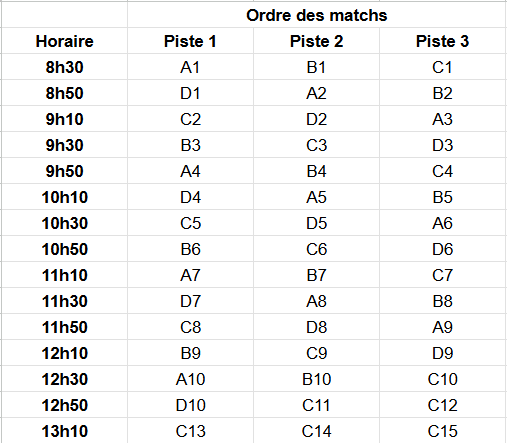 Ordre des matchs
Horaire Piste 1 Piste 2 Piste 3
8h30 A1 B1 C1
8h50 D1 A2 B2
9h10 C2 D2 A3
9h30 B3 C3 D3
9h50 A4 B4 C4
10h10 D4 A5 B5
10h30 C5 D5 A6
10h50 B6 C6 D6
11h10 A7 B7 C7
11h30 D7 A8 B8
11h50 C8 D8 A9
12h10 B9 C9 D9
12h30 A10 B10 C10
12h50 D10 C11 C12
13h10 C13 C14 C15